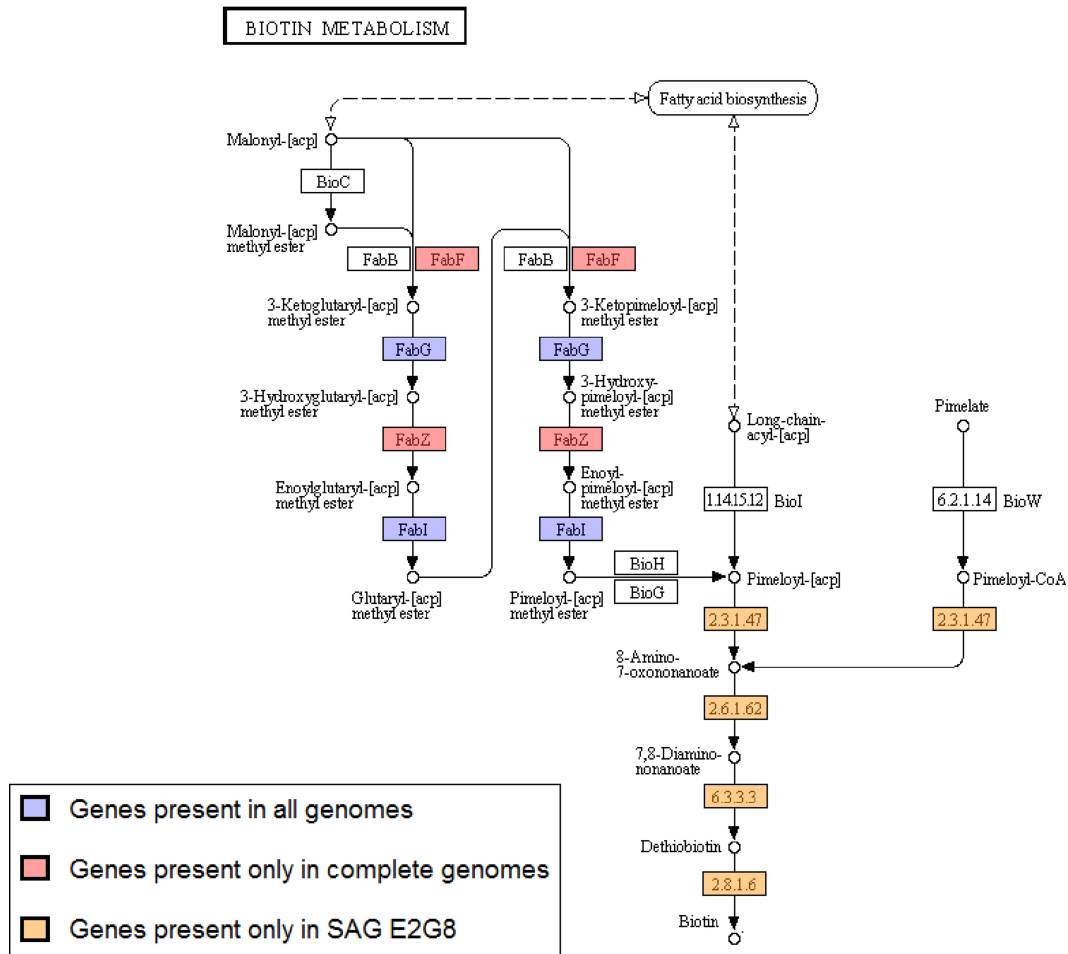 BIOTIN METABOLISM
Fatty acid biosynthesis
Malonyl-[acp]
BioC
Malonyl-[acp]
methyl ester
FabB
FabF
FabB
FabF
3-Ketoglutaryl-[acp]
methyl ester
3-Ketopimeloyl-[acp]
methyl ester
FabG
FabG
3-Hydroxyglutaryl-[acp]
methyl ester
3-Hydroxy-
pimeloyl-[acp]
methyl ester
Long-chain-
acyl-[acp]
Pimelate
FabZ
FabZ
Enoylglutaryl-[acp]
methyl ester
Enoyl-
pimeloyl-[acp]
methyl ester
1.14.15.12
BioI
6.2.1.14
BioW
FabI
FabI
BioH
BioG
Glutaryl-[acp]
methyl ester
Pimeloyl-[acp]
methyl ester
Pimeloyl-[acp]
Pimeloyl-CoA
2.3.1.47
2.3.1.47
8-Amino-
7-oxononanoate
2.6.1.62
7,8-Diamino-
nonanoate
6.3.3.3
Dethiobiotin
2.8.1.6
Biotin
Genes present in all genomes
Genes present only in complete genomes
Genes present only in SAG E2G8